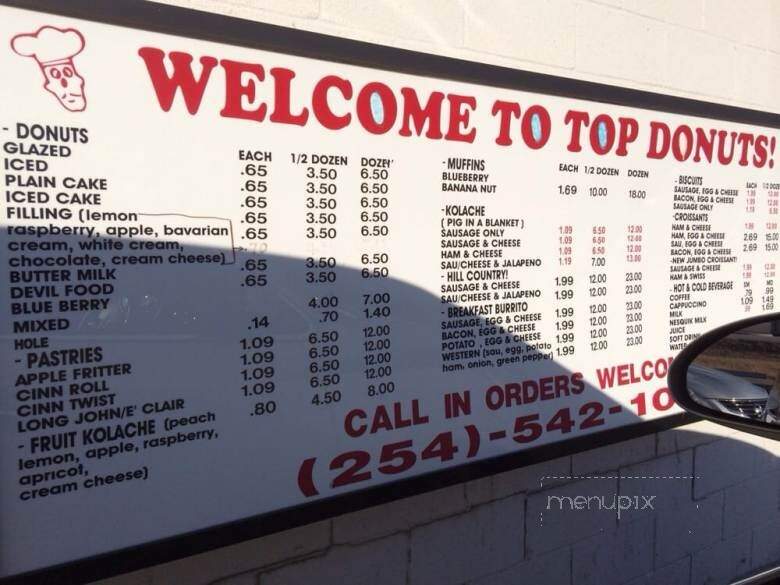 WELCOME TO TOP DONUTS!
- DONUTS EACH 1/2 DOZEN DOZEN
GLAZED .65 3.50 6.50
ICED .65 3.50 6.50
PLAIN CAKE .65 3.50 6.50
ICED CAKE .65 3.50 6.50
FILLING (lemon
raspberry, apple, bavarian
cream, white cream,
chocolate, cream cheese)
BUTTER MILK .65 3.50 6.50
DEVIL FOOD .65 3.50 6.50
BLUE BERRY
MIXED 4.00 7.00
HOLE .14 .70 1.40
- PASTRIES
APPLE FRITTER 1.09 6.50 12.00
CINN ROLL 1.09 6.50 12.00
CINN TWIST 1.09 6.50 12.00
LONG JOHN/E' CLAIR .80 4.50 8.00
- FRUIT KOLACHE (peach
lemon, apple, raspberry,
apricot,
cream cheese)
- MUFFINS EACH 1/2 DOZEN DOZEN
BLUEBERRY
BANANA NUT 1.69 10.00 18.00
-KOLACHE
( PIG IN A BLANKET )
SAUSAGE ONLY 1.09 6.50 12.00
SAUSAGE & CHEESE 1.09 6.50 12.00
HAM & CHEESE 1.09 6.50 12.00
SAU/CHEESE & JALAPENO 1.19 7.00 13.00
- HILL COUNTRY!
SAUSAGE & CHEESE 1.99 12.00 23.00
SAU/CHEESE & JALAPENO 1.99 12.00 23.00
- BREAKFAST BURRITO
SAUSAGE, EGG & CHEESE 1.99 12.00 23.00
BACON, EGG & CHEESE 1.99 12.00 23.00
POTATO , EGG & CHEESE 1.99 12.00 23.00
WESTERN (sau, egg, potato 1.99 12.00 23.00
ham, onion, green pepper)
- BISCUITS EACH
SAUSAGE, EGG & CHEESE
BACON, EGG & CHEESE
SAUSAGE ONLY
-CROISSANTS
HAM & CHEESE
HAM, EGG & CHEESE 2.69 15.00
SAU, EGG & CHEESE 2.69 15.00
BACON, EGG & CHEESE
-NEW JUMBO CROISSANT!
SAUSAGE & CHEESE
HAM & SWISS
- HOT & COLD BEVERAGE SM MD
COFFEE .79 .99
CAPPUCCINO 1.09 1.49
MILK
NESQUIK MILK
JUICE
SOFT DRINK
WATER
CALL IN ORDERS WELCO
(254)-542-10
menupix